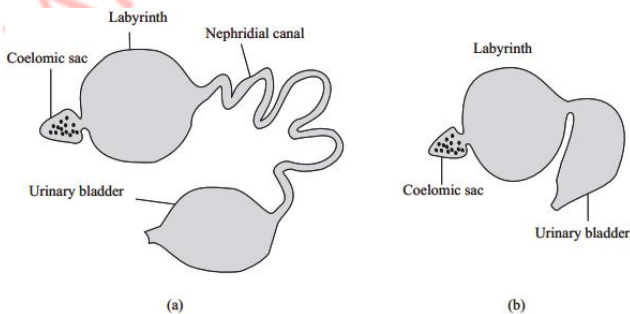 Labyrinth
Nephridial canal
Coelomic sac
Urinary bladder
(a)
Labyrinth
Coelomic sac
Urinary bladder
(b)